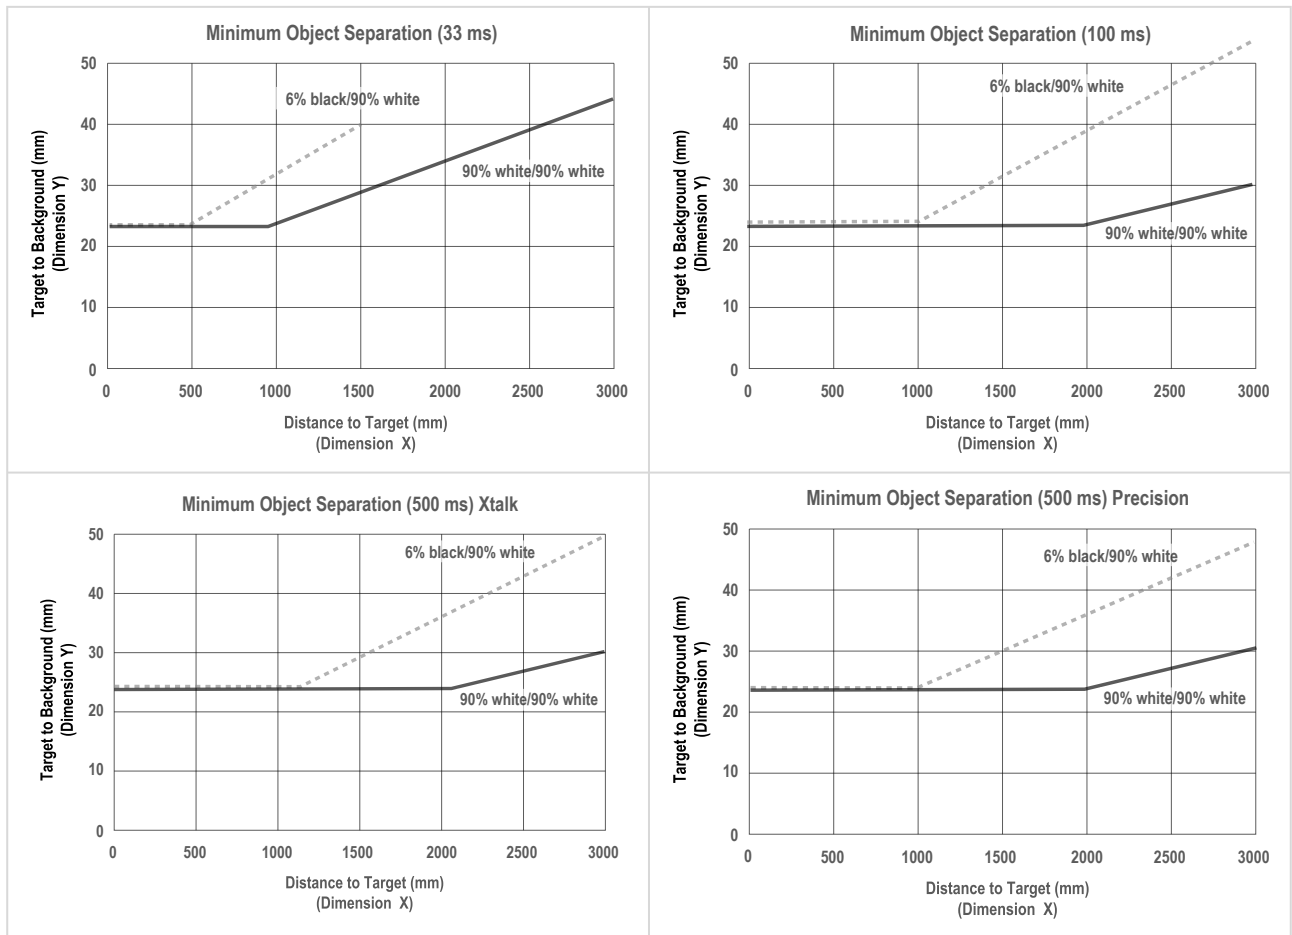 Minimum Object Separation (33 ms)
50
40
30
20
10
0
Target to Background (mm)
(Dimension Y)
6% black/90% white
90% white/90% white
0 500 1000 1500 2000 2500 3000
Distance to Target (mm)
(Dimension X)
Minimum Object Separation (100 ms)
50
40
30
20
10
0
Target to Background (mm)
(Dimension Y)
6% black/90% white
90% white/90% white
0 500 1000 1500 2000 2500 3000
Distance to Target (mm)
(Dimension X)
Minimum Object Separation (500 ms) Xtalk
50
40
30
20
10
0
Target to Background (mm)
(Dimension Y)
6% black/90% white
90% white/90% white
0 500 1000 1500 2000 2500 3000
Distance to Target (mm)
(Dimension X)
Minimum Object Separation (500 ms) Precision
50
40
30
20
10
0
Target to Background (mm)
(Dimension Y)
6% black/90% white
90% white/90% white
0 500 1000 1500 2000 2500 3000
Distance to Target (mm)
(Dimension X)